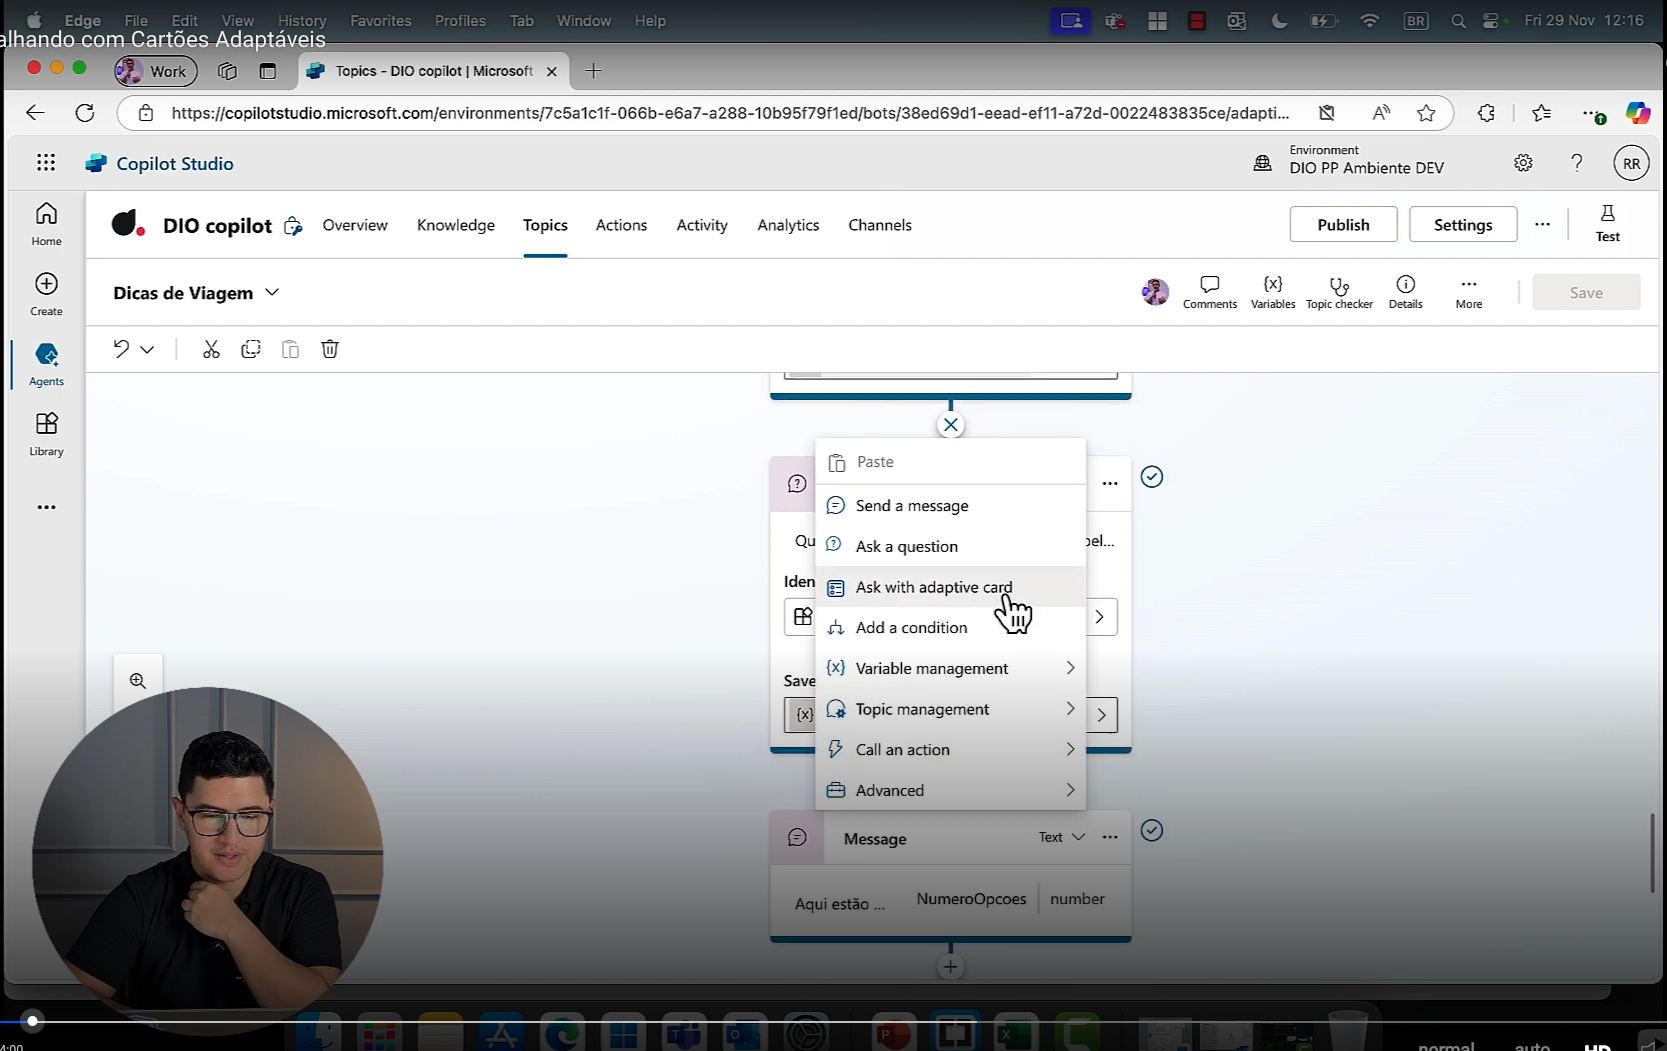 Edge File Edit View History Favorites Profiles Tab Window Help BR Fri 29 Nov 12:16
alhando com Cartões Adaptáveis
Work Topics - DIO copilot | Microsoft
https://copilotstudio.microsoft.com/environments/7c5a1c1f-066b-e6a7-a288-10b95f79f1ed/bots/38ed69d1-eead-ef11-a72d-0022483835ce/adapti...
Copilot Studio
Environment
DIO PP Ambiente DEV
RR
Home
Create
Agents
Library
DIO copilot Overview Knowledge Topics Actions Activity Analytics Channels Publish Settings Test
Dicas de Viagem
Comments Variables Topic checker Details More Save
Paste
Send a message
Ask a question
Ask with adaptive card
Add a condition
Variable management
Topic management
Call an action
Advanced
Qu
pel...
Iden
Save
{x}
Message Text
Aqui estão ... NumeroOpcoes number
4:00
normal auto HD